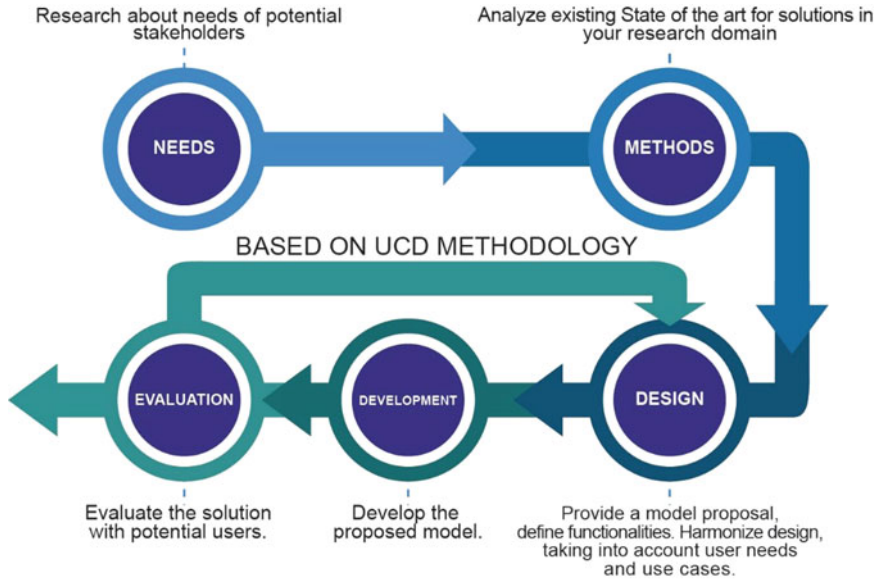 Research about needs of potential
stakeholders
Analyze existing State of the art for solutions in
your research domain
NEEDS
METHODS
BASED ON UCD METHODOLOGY
EVALUATION
DEVELOPMENT
DESIGN
Evaluate the solution
with potential users.
Develop the
proposed model.
Provide a model proposal,
define functionalities. Harmonize design,
taking into account user needs
and use cases.